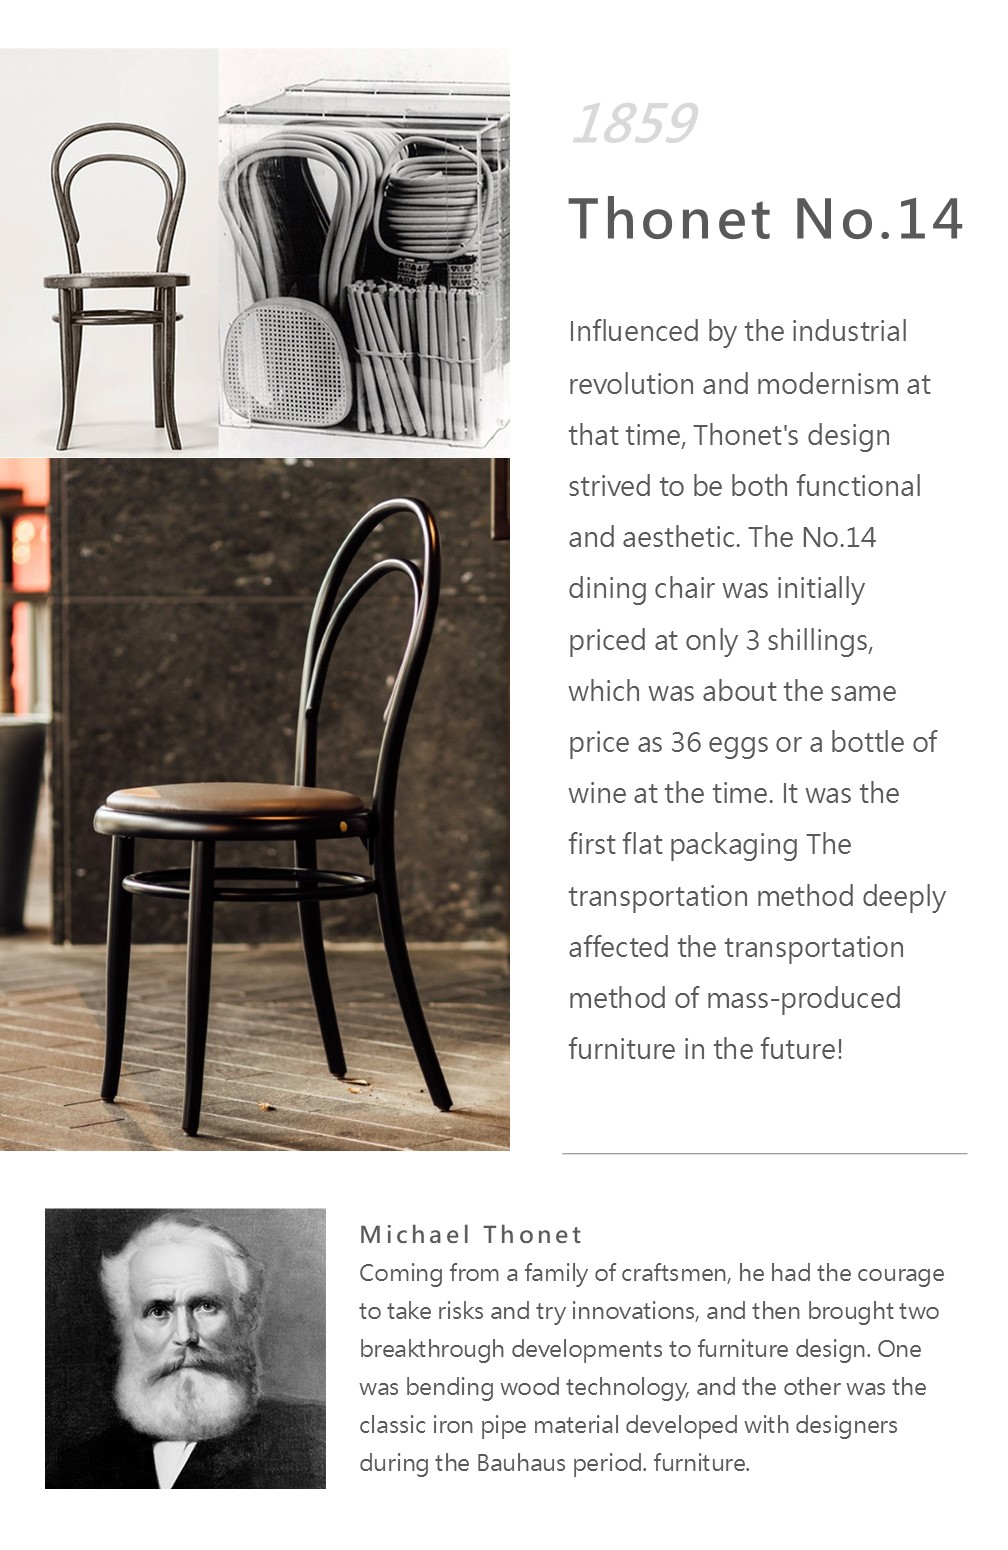 1859
Thonet No.14
Influenced by the industrial
revolution and modernism at
that time, Thonet's design
strived to be both functional
and aesthetic. The No.14
dining chair was initially
priced at only 3 shillings,
which was about the same
price as 36 eggs or a bottle of
wine at the time. It was the
first flat packaging The
transportation method deeply
affected the transportation
method of mass-produced
furniture in the future!
Michael Thonet
Coming from a family of craftsmen, he had the courage
to take risks and try innovations, and then brought two
breakthrough developments to furniture design. One
was bending wood technology, and the other was the
classic iron pipe material developed with designers
during the Bauhaus period. furniture.